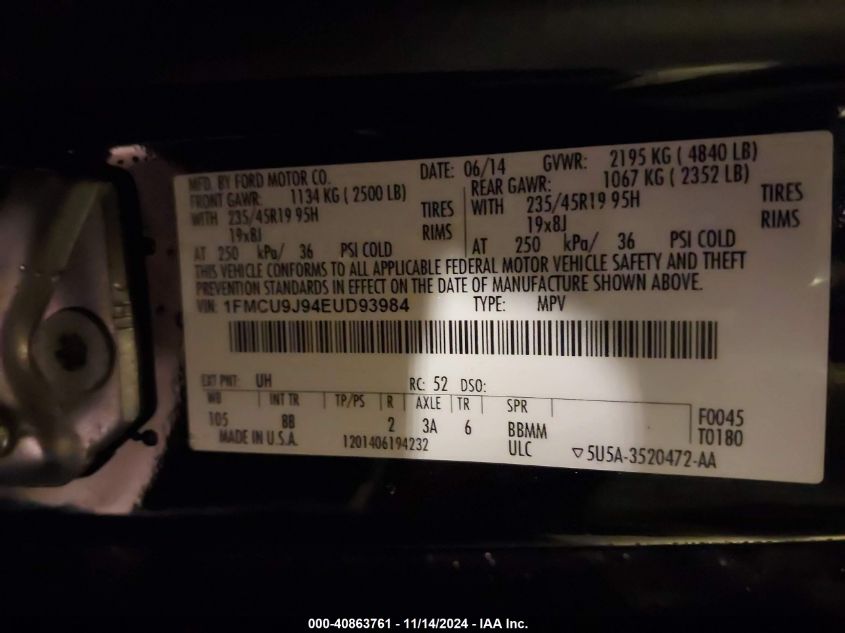 MFD. BY FORD MOTOR CO. DATE: 06/14 GVWR: 2195 KG ( 4840 LB)
FRONT GAWR: 1134 KG ( 2500 LB) REAR GAWR: 1067 KG ( 2352 LB)
WITH 235/45R19 95H TIRES WITH 235/45R19 95H TIRES
19x8J RIMS 19x8J RIMS
AT 250 kPa/ 36 PSI COLD AT 250 kPa/ 36 PSI COLD
THIS VEHICLE CONFORMS TO ALL APPLICABLE FEDERAL MOTOR VEHICLE SAFETY AND THEFT
PREVENTION STANDARDS IN EFFECT ON THE DATE OF MANUFACTURE SHOWN ABOVE.
VIN: 1FMCU9J94EUD93984 TYPE: MPV
EXT PNT: UH RC: 52 DSO:
WB INT TR TP/PS R AXLE TR SPR F0045
105 8B 2 3A 6 BBMM T0180
MADE IN U.S.A. 1201406194232 ULC ▽5U5A-3520472-AA
000-40863761 - 11/14/2024 - IAA Inc.